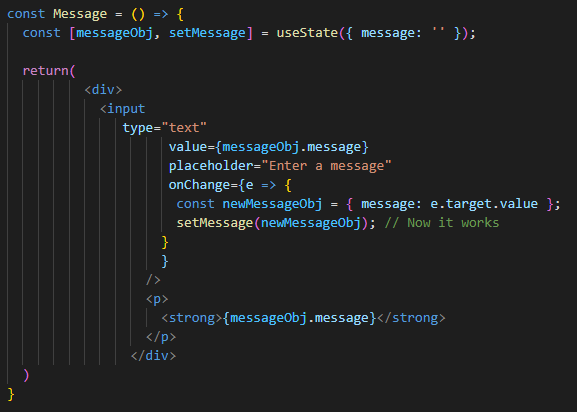 const Message = () => {
const [messageObj, setMessage] = useState({ message: '' });
return(
<div>
<input
type="text"
value={messageObj.message}
placeholder="Enter a message"
onChange={e => {
const newMessageObj = { message: e.target.value };
setMessage(newMessageObj); // Now it works
}
}
/>
<p>
<strong>{messageObj.message}</strong>
</p>
</div>
)
}